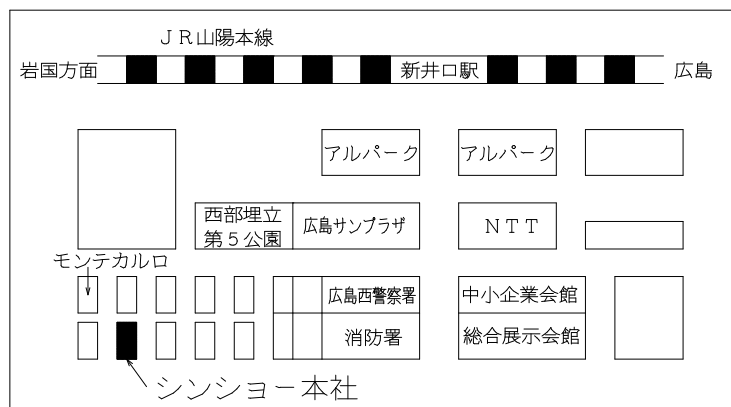 ＪＲ山陽本線
岩国方面
新井口駅
広島
アルパーク
アルパーク
西部埋立
第５公園
広島サンプラザ
ＮＴＴ
モンテカルロ
広島西警察署
中小企業会館
消防署
総合展示会館
シンショー本社